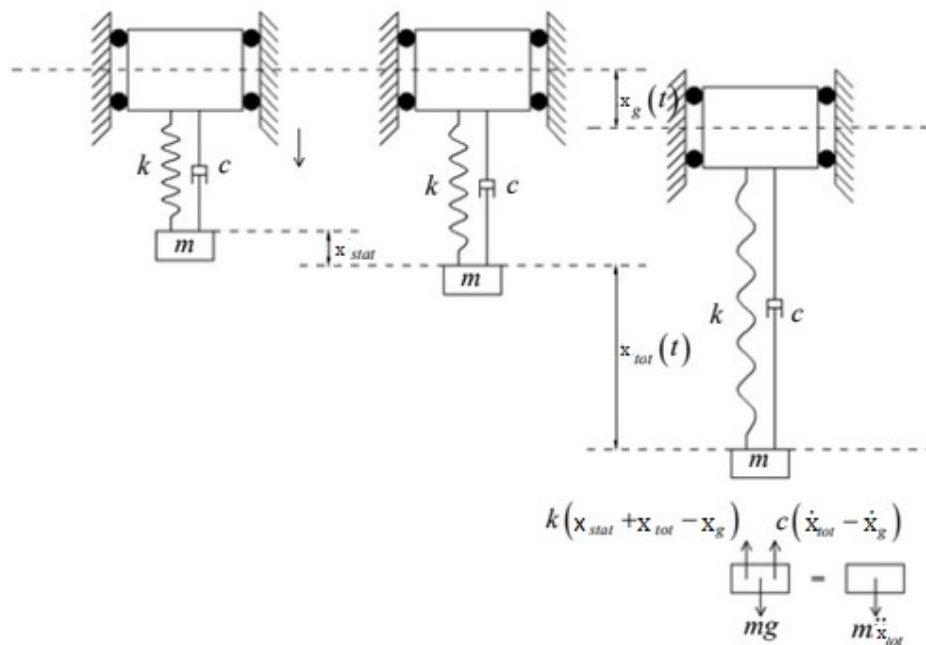 x_g(t)
k c
k c
m
x_stat
m
k c
x_tot(t)
m
k(x_stat + x_tot − x_g) c(ẋ_tot − ẋ_g)
=
mg mẍ_tot